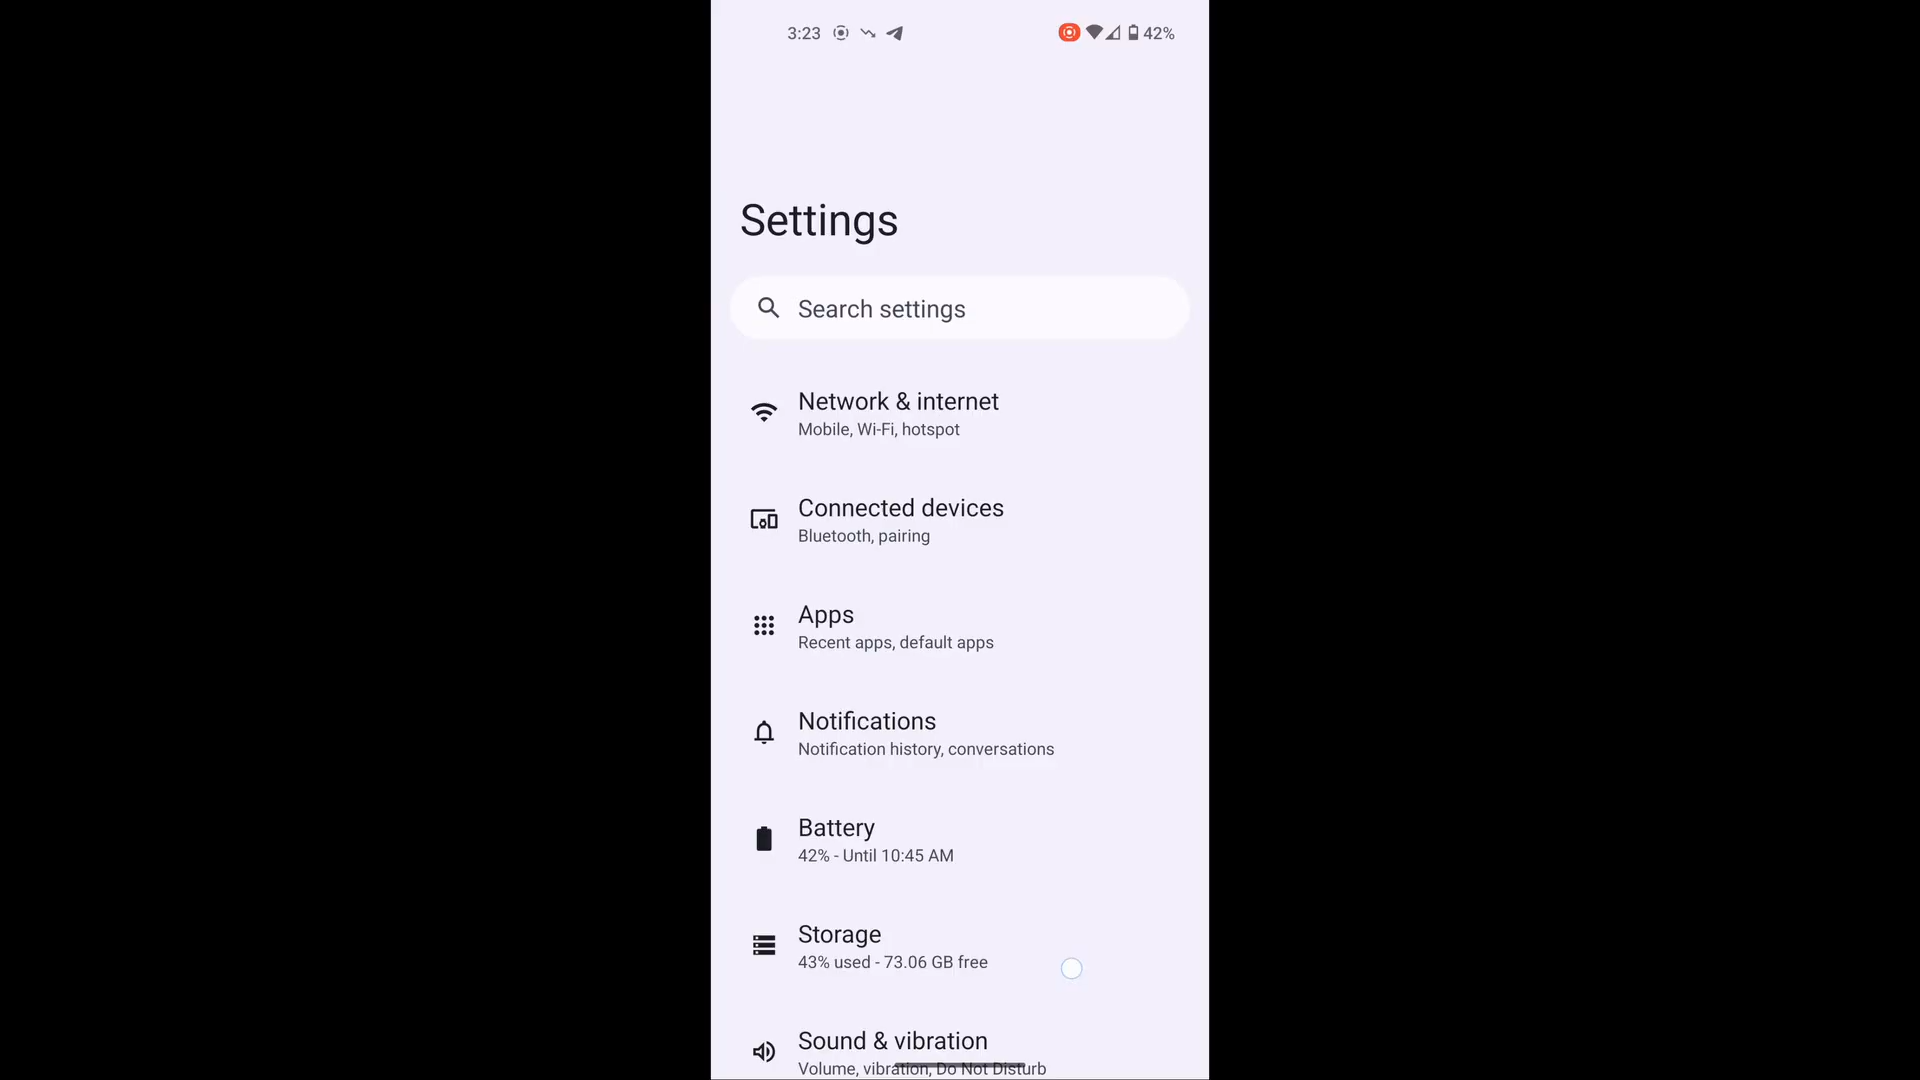 3:23
42%
Settings
Search settings
Network & internet
Mobile, Wi-Fi, hotspot
Connected devices
Bluetooth, pairing
Apps
Recent apps, default apps
Notifications
Notification history, conversations
Battery
42% - Until 10:45 AM
Storage
43% used - 73.06 GB free
Sound & vibration
Volume, vibration, Do Not Disturb